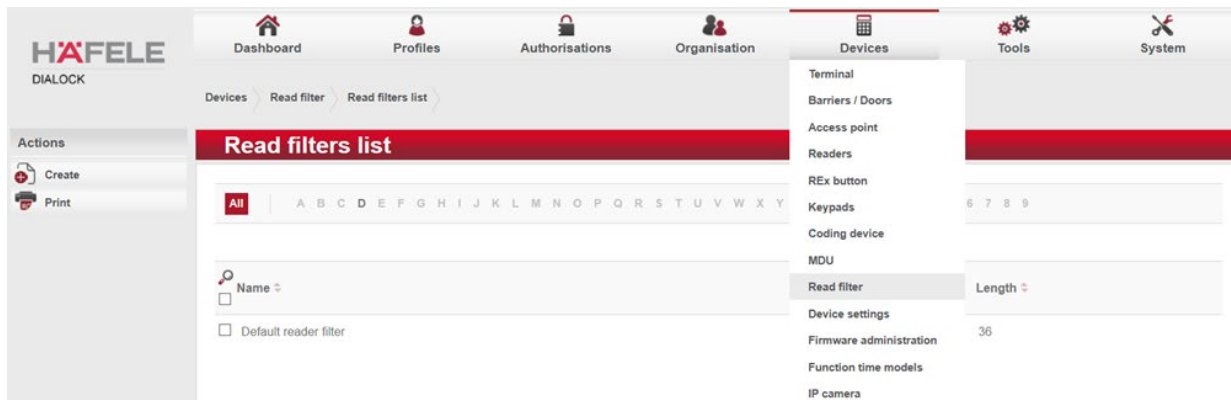 HÄFELE
DIALOCK
Dashboard Profiles Authorisations Organisation Devices Tools System
Devices Read filter Read filters list
Actions
Create
Print
Read filters list
All A B C D E F G H I J K L M N O P Q R S T U V W X Y 6 7 8 9
Name Length
Default reader filter 36
Terminal
Barriers / Doors
Access point
Readers
REx button
Keypads
Coding device
MDU
Read filter
Device settings
Firmware administration
Function time models
IP camera